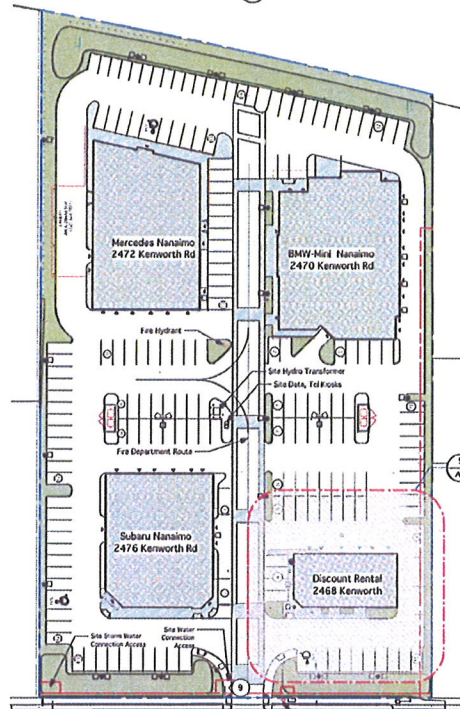 Mercedes Nanaimo
2472 Kenworth Rd
BMW-Mini Nanaimo
2470 Kenworth Rd
Fire Hydrant
Site Hydro Transformer
Site Data, Tel Kiosks
Fire Department Route
Subaru Nanaimo
2476 Kenworth Rd
Discount Rental
2468 Kenworth
Site Storm Water
Connection Access
Site Water
Connection
Access
9